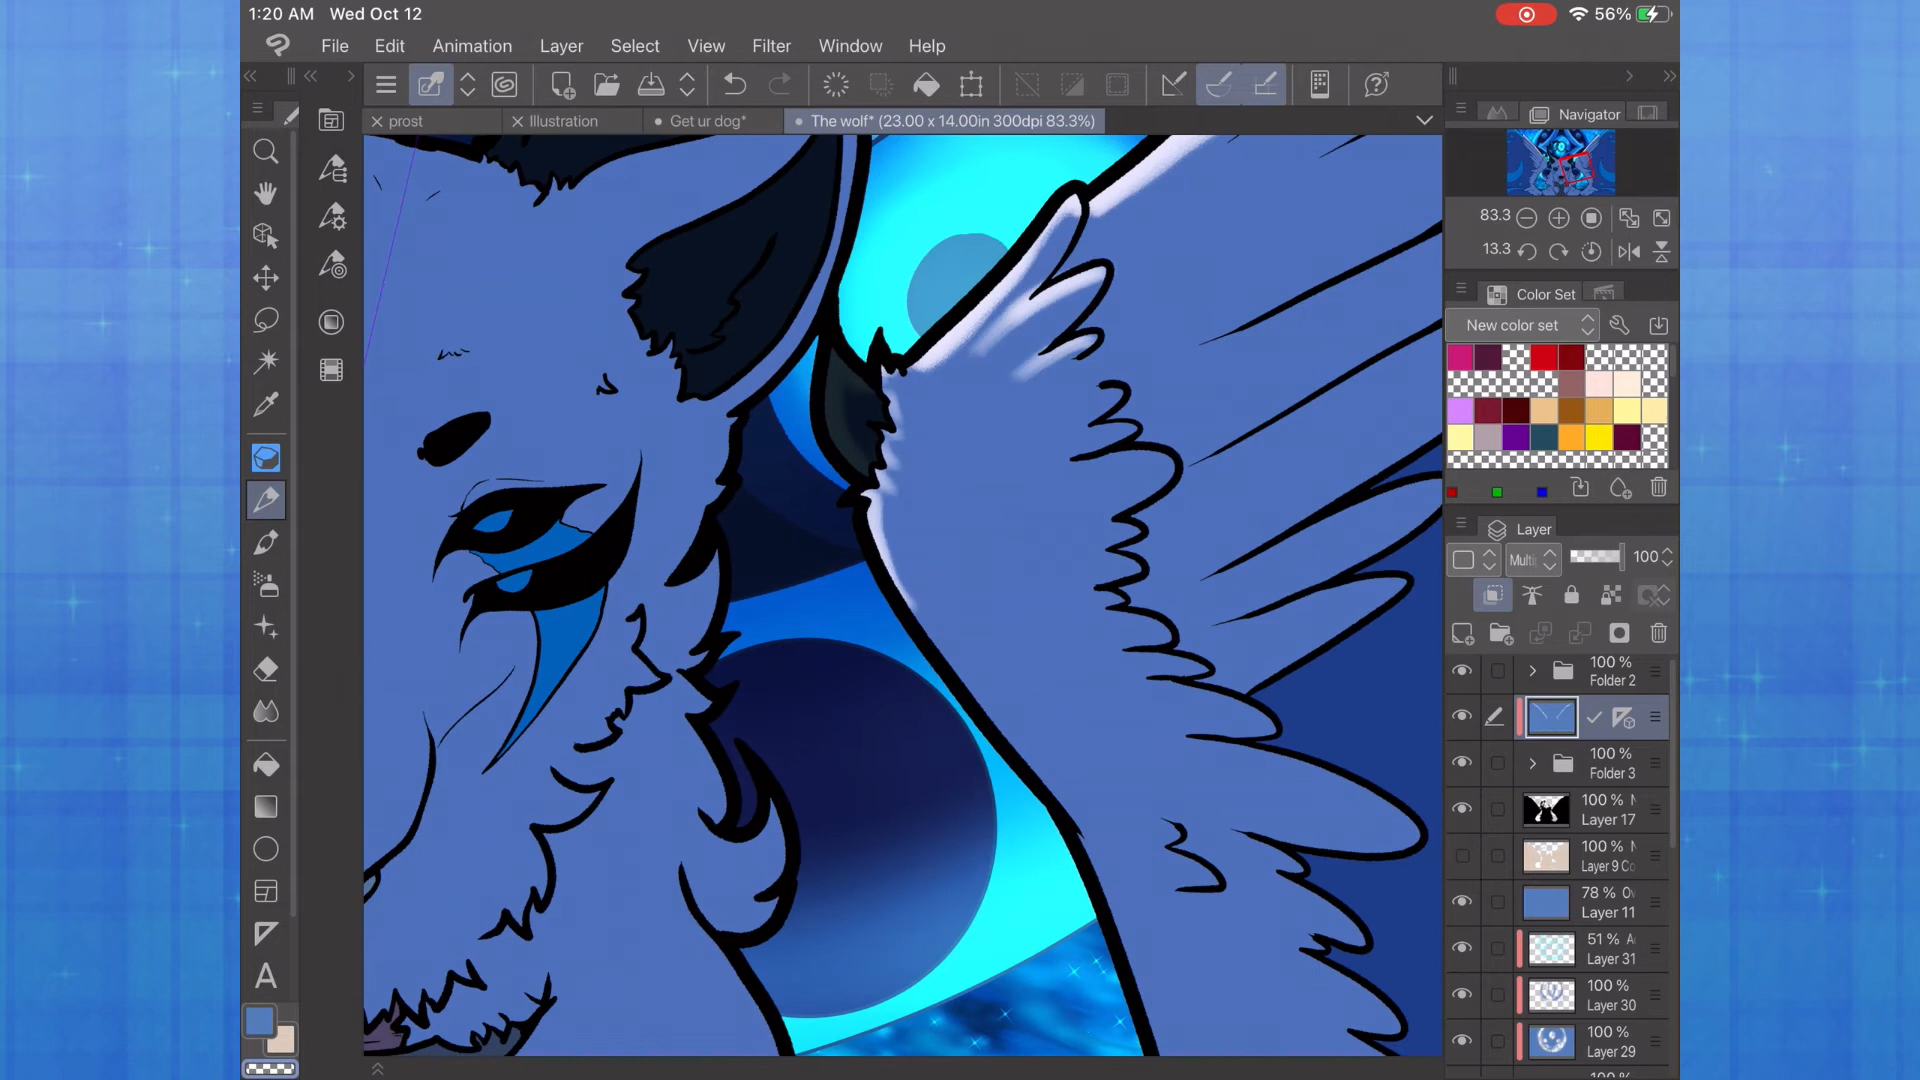 1:20 AM Wed Oct 12
56%
File Edit Animation Layer Select View Filter Window Help
prost
Illustration
Get ur dog*
The wolf* (23.00 x 14.00in 300dpi 83.3%)
Navigator
83.3
13.3
Color Set
New color set
Layer
Multi
100
100 %
Folder 2
100 %
Folder 3
100 %
Layer 17
100 %
Layer 9 Co
78 % Ov
Layer 11
51 %
Layer 31
100 %
Layer 30
100 %
Layer 29
A